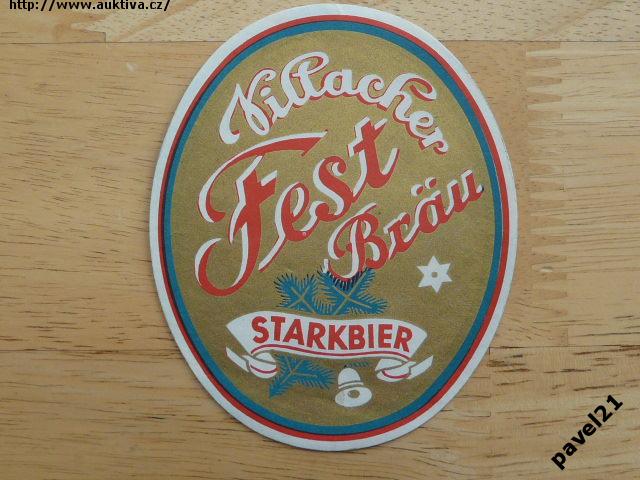 http://www.auktiva.cz/
Villacher
Fest
Bräu
STARKBIER
pavel21